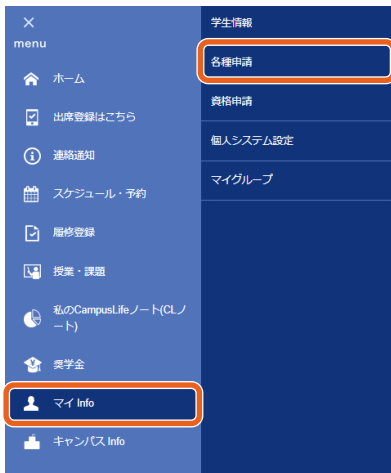 ×
menu
ホーム
出席登録はこちら
連絡通知
スケジュール・予約
履修登録
授業・課題
私のCampusLifeノート(CLノ
ート)
奨学金
マイ Info
キャンパス Info
学生情報
各種申請
資格申請
個人システム設定
マイグループ